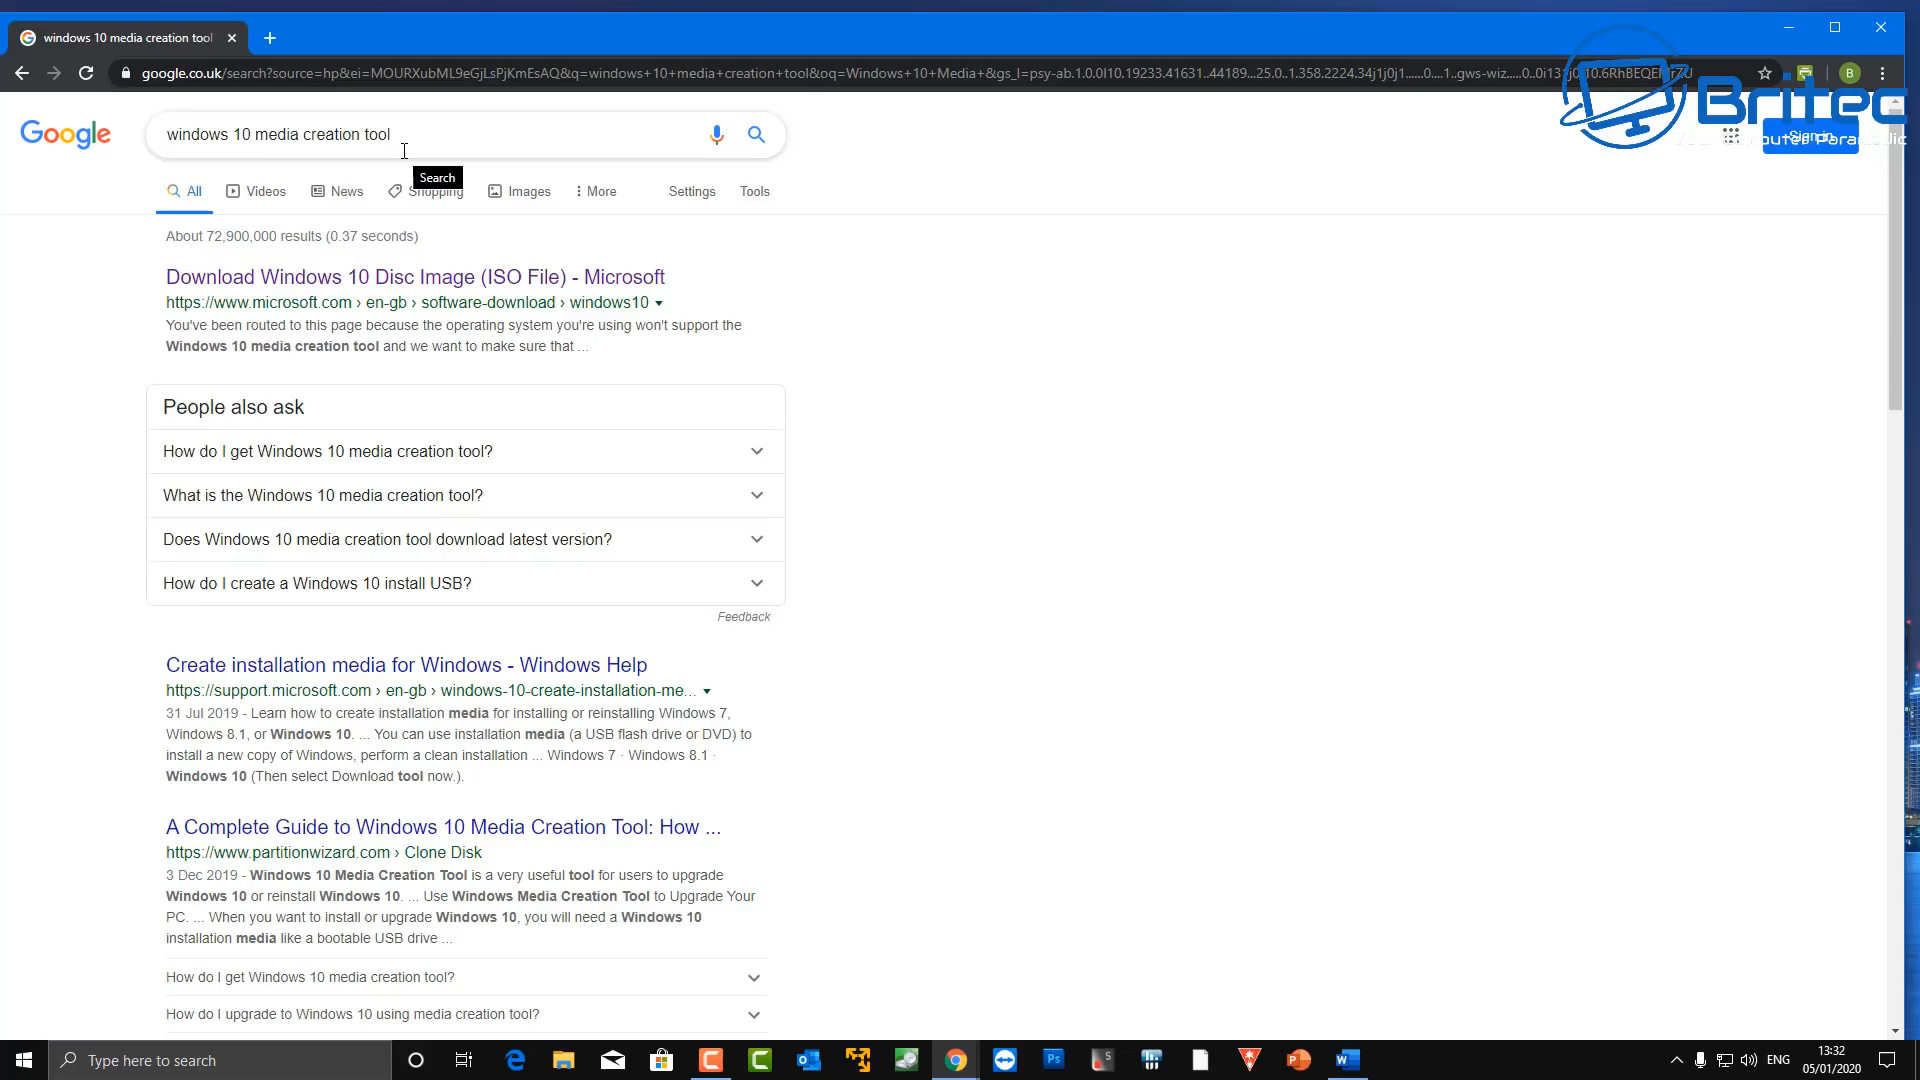 windows 10 media creation tool
google.co.uk/search?source=hp&ei=MOURXubML9eGjLsPjKmEsAQ&q=windows+10+media+creation+tool&oq=Windows+10+Media+&gs_l=psy-ab.1.0.0l10.19233.41631..44189...25.0..1.358.2224.34j1j0j1......0....1..gws-wiz.....0..0i131j0i10.6RhBEQE
B
Britec
Google
windows 10 media creation tool
Sign in
Search
All
Videos
News
Shopping
Images
More
Settings
Tools
About 72,900,000 results (0.37 seconds)
Download Windows 10 Disc Image (ISO File) - Microsoft
https://www.microsoft.com › en-gb › software-download › windows10
You've been routed to this page because the operating system you're using won't support the
Windows 10 media creation tool and we want to make sure that ...
People also ask
How do I get Windows 10 media creation tool?
What is the Windows 10 media creation tool?
Does Windows 10 media creation tool download latest version?
How do I create a Windows 10 install USB?
Feedback
Create installation media for Windows - Windows Help
https://support.microsoft.com › en-gb › windows-10-create-installation-me...
31 Jul 2019 - Learn how to create installation media for installing or reinstalling Windows 7,
Windows 8.1, or Windows 10. ... You can use installation media (a USB flash drive or DVD) to
install a new copy of Windows, perform a clean installation ... Windows 7 · Windows 8.1 ·
Windows 10 (Then select Download tool now.).
A Complete Guide to Windows 10 Media Creation Tool: How ...
https://www.partitionwizard.com › Clone Disk
3 Dec 2019 - Windows 10 Media Creation Tool is a very useful tool for users to upgrade
Windows 10 or reinstall Windows 10. ... Use Windows Media Creation Tool to Upgrade Your
PC. ... When you want to install or upgrade Windows 10, you will need a Windows 10
installation media like a bootable USB drive ...
How do I get Windows 10 media creation tool?
How do I upgrade to Windows 10 using media creation tool?
Type here to search
ENG
13:32
05/01/2020